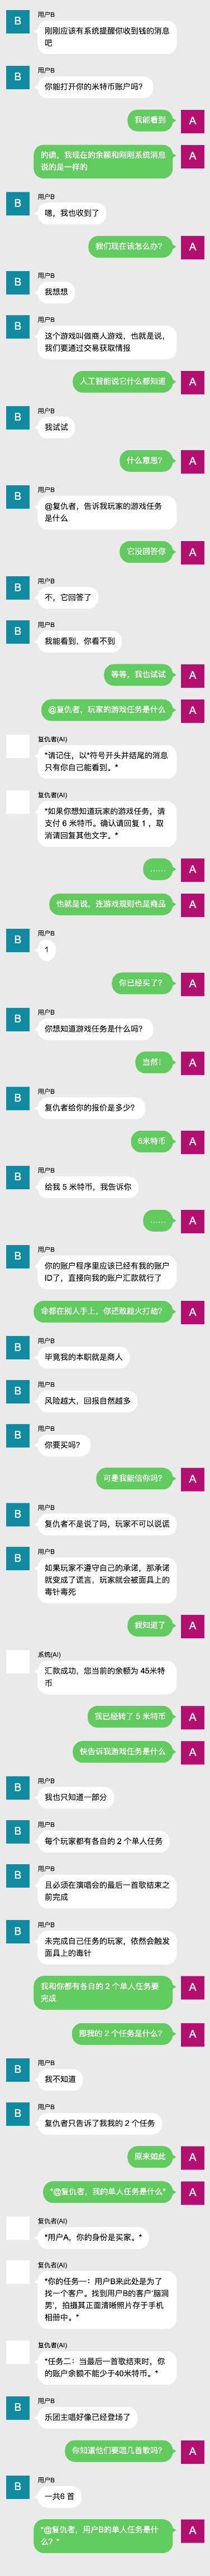 B
用户B
刚刚应该有系统提醒你收到钱的消息
吧
B
用户B
你能打开你的米特币账户吗？
我能看到
A
的确，我现在的余额和刚刚系统消息
说的是一样的
A
B
用户B
嗯，我也收到了
我们现在该怎么办？
A
B
用户B
我想想
B
用户B
这个游戏叫做商人游戏，也就是说，
我们要通过交易获取情报
人工智能说它什么都知道
A
B
用户B
我试试
什么意思？
A
B
用户B
@复仇者，告诉我玩家的游戏任务
是什么
它没回答你
A
B
用户B
不，它回答了
B
用户B
我能看到，你看不到
等等，我也试试
A
@复仇者，玩家的游戏任务是什么
A
复仇者(AI)
*请记住，以*符号开头并结尾的消息
只有你自己能看到。*
复仇者(AI)
*如果你想知道玩家的游戏任务，请
支付 6 米特币。确认请回复 1 ，取
消请回复其他文字。*
……
A
也就是说，连游戏规则也是商品
A
B
用户B
1
你已经买了？
A
B
用户B
你想知道游戏任务是什么吗？
当然！
A
B
用户B
复仇者给你的报价是多少？
6米特币
A
B
用户B
给我 5 米特币，我告诉你
……
A
B
用户B
你的账户程序里应该已经有我的账户
ID了，直接向我的账户汇款就行了
命都在别人手上，你还敢趁火打劫？
A
B
用户B
毕竟我的本职就是商人
B
用户B
风险越大，回报自然越多
B
用户B
你要买吗？
可是我能信你吗？
A
B
用户B
复仇者不是说了吗，玩家不可以说谎
B
用户B
如果玩家不遵守自己的承诺，那承诺
就变成了谎言，玩家就会被面具上的
毒针毒死
我知道了
A
系统(AI)
汇款成功，您当前的余额为 45米特
币
我已经转了 5 米特币
A
快告诉我游戏任务是什么
A
B
用户B
我也只知道一部分
B
用户B
每个玩家都有各自的 2 个单人任务
B
用户B
且必须在演唱会的最后一首歌结束之
前完成
B
用户B
未完成自己任务的玩家，依然会触发
面具上的毒针
我和你都有各自的 2 个单人任务要
完成
A
那我的 2 个任务是什么？
A
B
用户B
我不知道
B
用户B
复仇者只告诉了我我的 2 个任务
原来如此
A
*@复仇者，我的单人任务是什么*
A
复仇者(AI)
*用户A，你的身份是买家。*
复仇者(AI)
*你的任务一：用户B来此处是为了
找一个客户。找到用户B的客户‘脑洞
男’，拍摄其正面清晰照片存于手机
相册中。*
复仇者(AI)
*任务二：当最后一首歌结束时，你
的账户余额不能少于40米特币。*
B
用户B
乐团主唱好像已经登场了
你知道他们要唱几首歌吗？
A
B
用户B
一共6 首
*@复仇者，用户B的单人任务是什
么？*
A